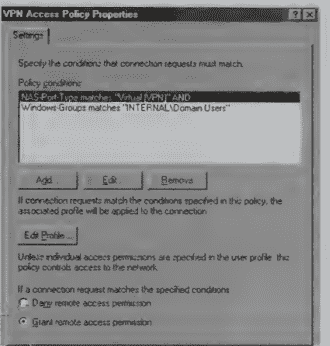 VPN Access Policy Properties
Settings
Specify the conditions that connection requests must match.
Policy conditions:
NAS-Port-Type matches "Virtual (VPN)" AND
Windows-Groups matches "INTERNAL\Domain Users"
Add...
Edit...
Remove
If connection requests match the conditions specified in this policy, the
associated profile will be applied to the connection.
Edit Profile...
Unless individual access permissions are specified in the user profile, this
policy controls access to the network.
If a connection request matches the specified conditions:
Deny remote access permission
Grant remote access permission